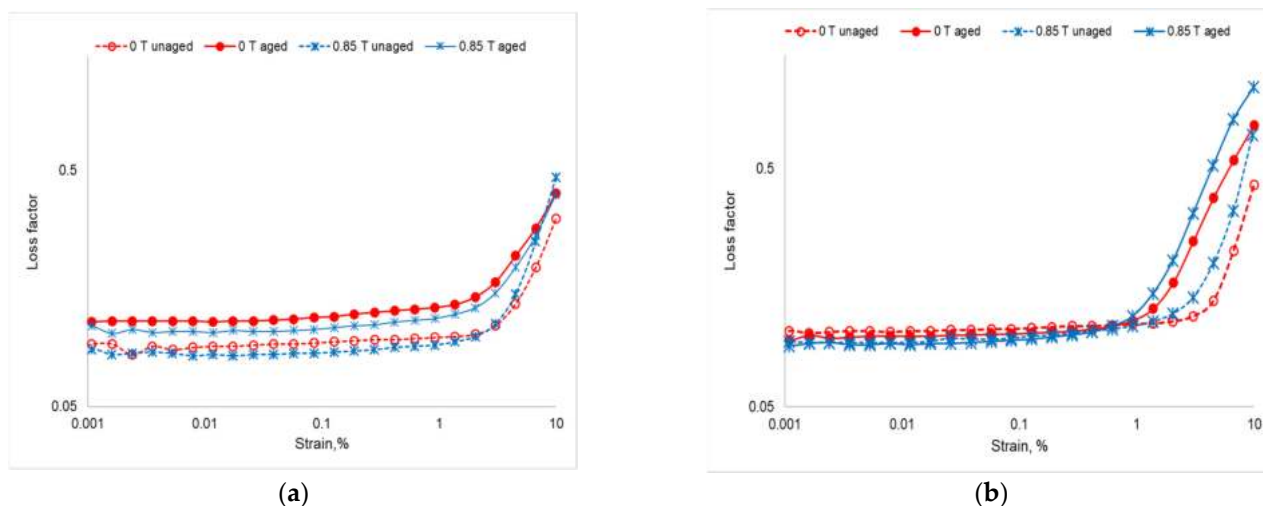 0 T unaged 0 T aged 0.85 T unaged 0.85 T aged
0.5
Loss factor
0.05
0.001 0.01 0.1 1 10
Strain,%
(a)
0 T unaged 0 T aged 0.85 T unaged 0.85 T aged
0.5
Loss factor
0.05
0.001 0.01 0.1 1 10
Strain, %
(b)